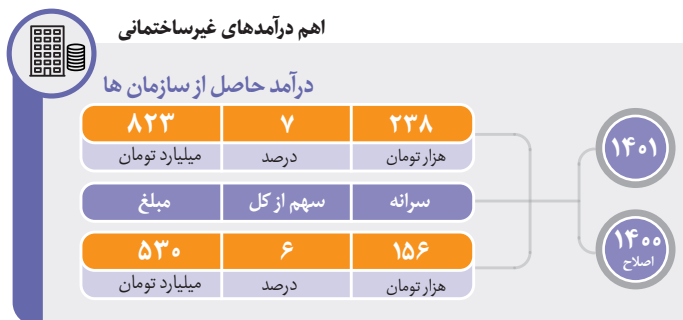 اهم درآمدهای غیرساختمانی
درآمد حاصل از سازمان ها
۲۳۸ ۷ ۸۲۳
هزار تومان درصد میلیارد تومان
۱۴۰۱
سرانه سهم از کل مبلغ
۱۴۰۰
اصلاح
۱۵۶ ۶ ۵۳۰
هزار تومان درصد میلیارد تومان